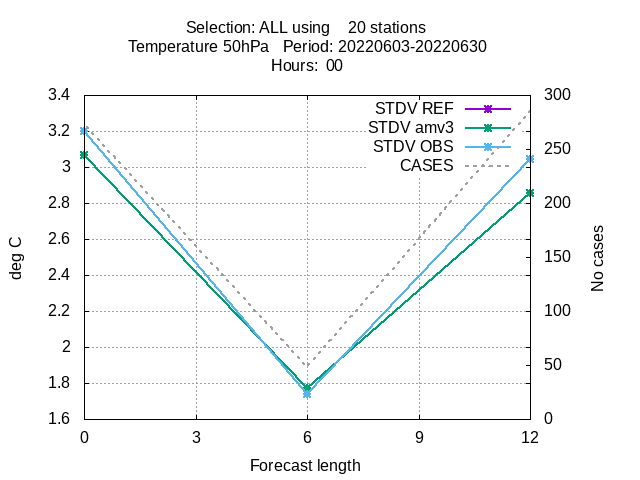 Selection: ALL using    20 stations
Temperature 50hPa   Period: 20220603-20220630
Hours:  00
3.4
3.2
3
2.8
2.6
2.4
2.2
2
1.8
1.6
deg C
STDV REF
STDV amv3
STDV OBS
CASES
300
250
200
150
100
50
0
No cases
0 3 6 9 12
Forecast length